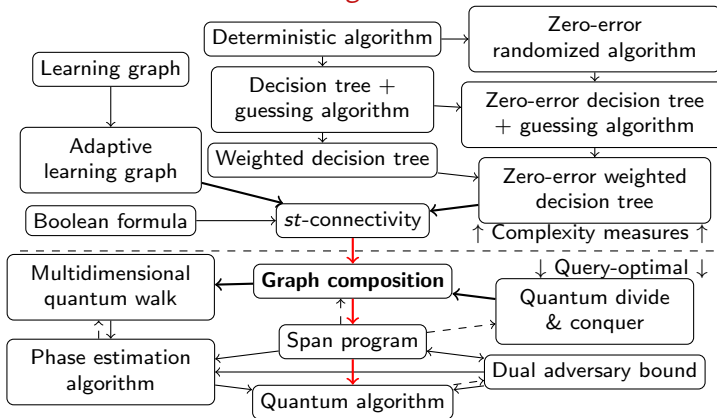 Deterministic algorithm
Zero-error
randomized algorithm
Learning graph
Decision tree +
guessing algorithm
Zero-error decision tree
+ guessing algorithm
Adaptive
learning graph
Weighted decision tree
Zero-error weighted
decision tree
Boolean formula
st-connectivity
↑ Complexity measures ↑
Multidimensional
quantum walk
Graph composition
↓ Query-optimal ↓
Quantum divide
& conquer
Span program
Phase estimation
algorithm
Dual adversary bound
Quantum algorithm